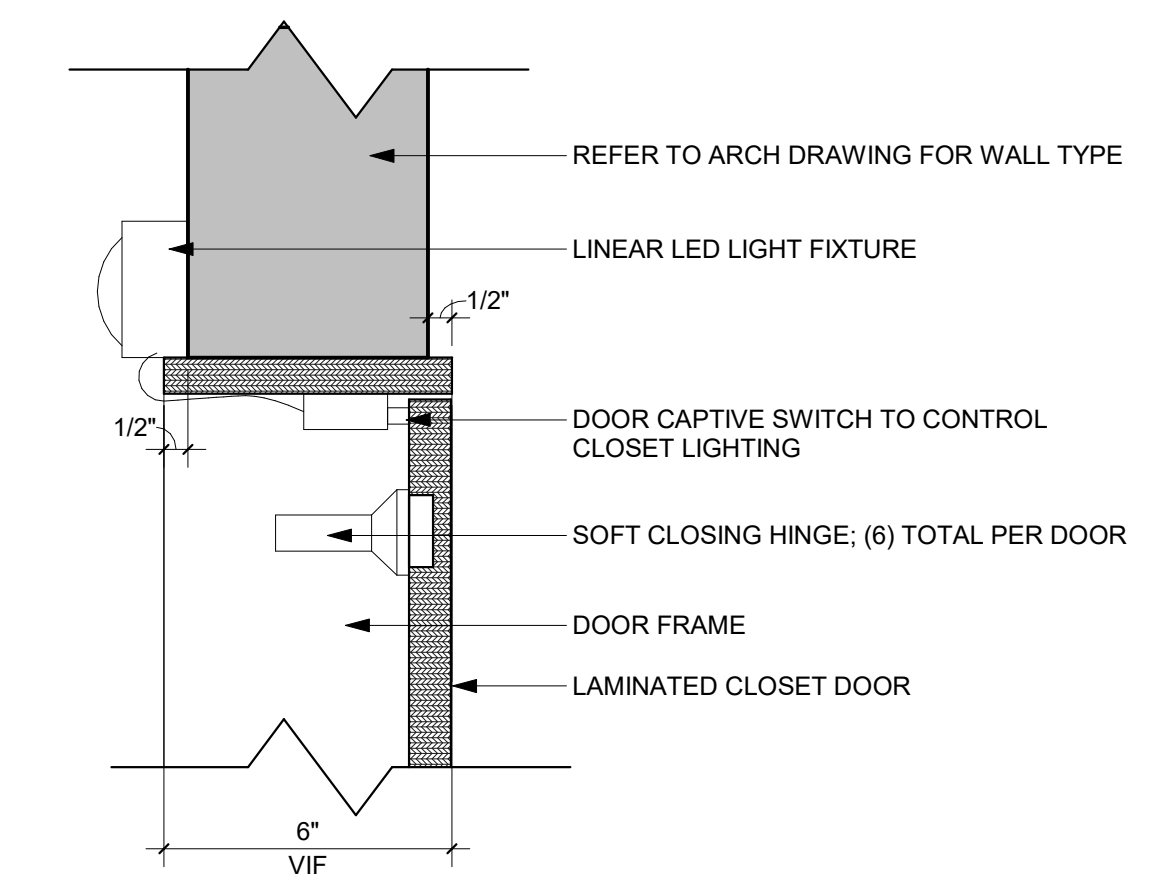 REFER TO ARCH DRAWING FOR WALL TYPE
LINEAR LED LIGHT FIXTURE
1/2"
DOOR CAPTIVE SWITCH TO CONTROL
CLOSET LIGHTING
1/2"
SOFT CLOSING HINGE; (6) TOTAL PER DOOR
DOOR FRAME
LAMINATED CLOSET DOOR
6"
VIF